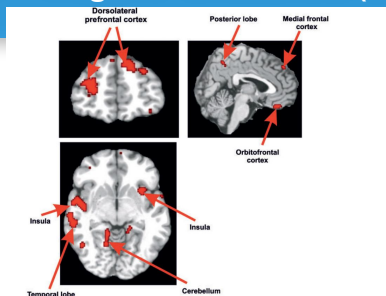 Dorsolateral
prefrontal cortex
Posterior lobe
Medial frontal
cortex
Orbitofrontal
cortex
Insula
Insula
Temporal lobe
Cerebellum